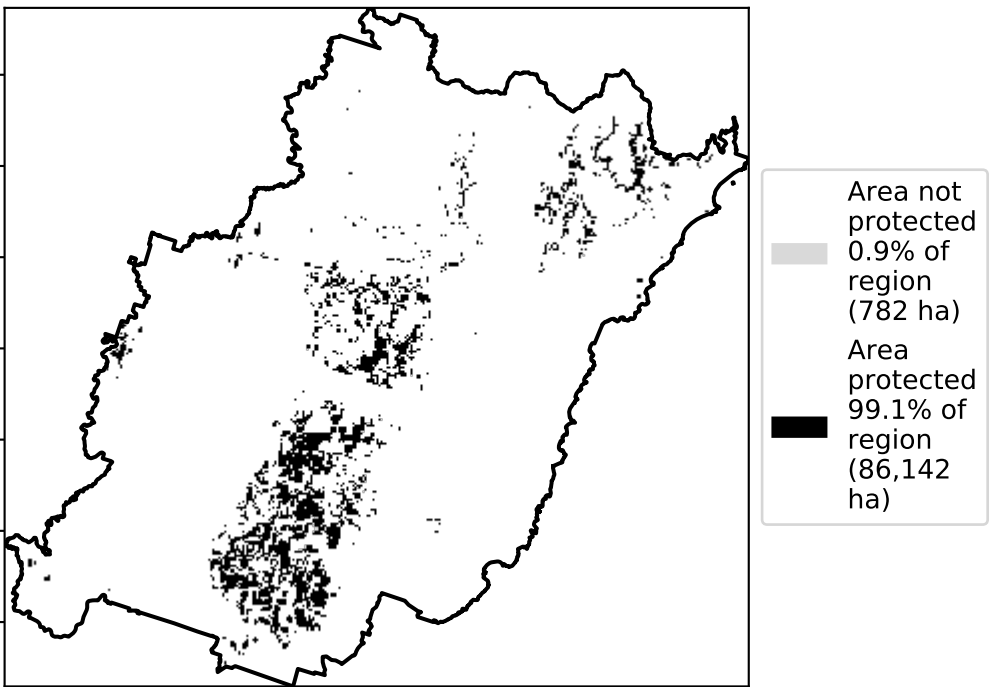 Area not
protected
0.9% of
region
(782 ha)
Area
protected
99.1% of
region
(86,142
ha)